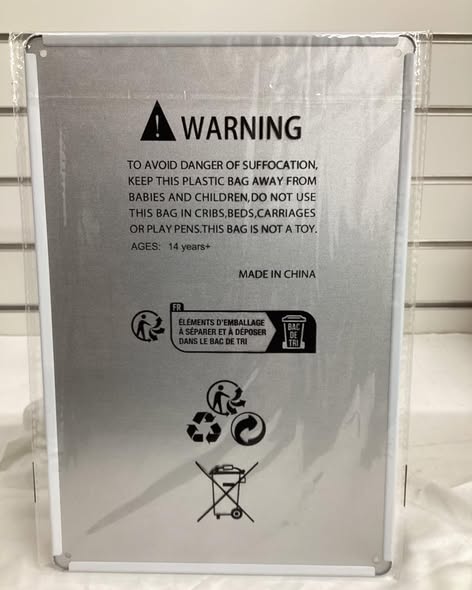 WARNING
TO AVOID DANGER OF SUFFOCATION,
KEEP THIS PLASTIC BAG AWAY FROM
BABIES AND CHILDREN,DO NOT USE
THIS BAG IN CRIBS,BEDS,CARRIAGES
OR PLAY PENS.THIS BAG IS NOT A TOY.
AGES: 14 years+
MADE IN CHINA
FR
ÉLÉMENTS D'EMBALLAGE
À SÉPARER ET À DÉPOSER
DANS LE BAC DE TRI
BAC
DE
TRI